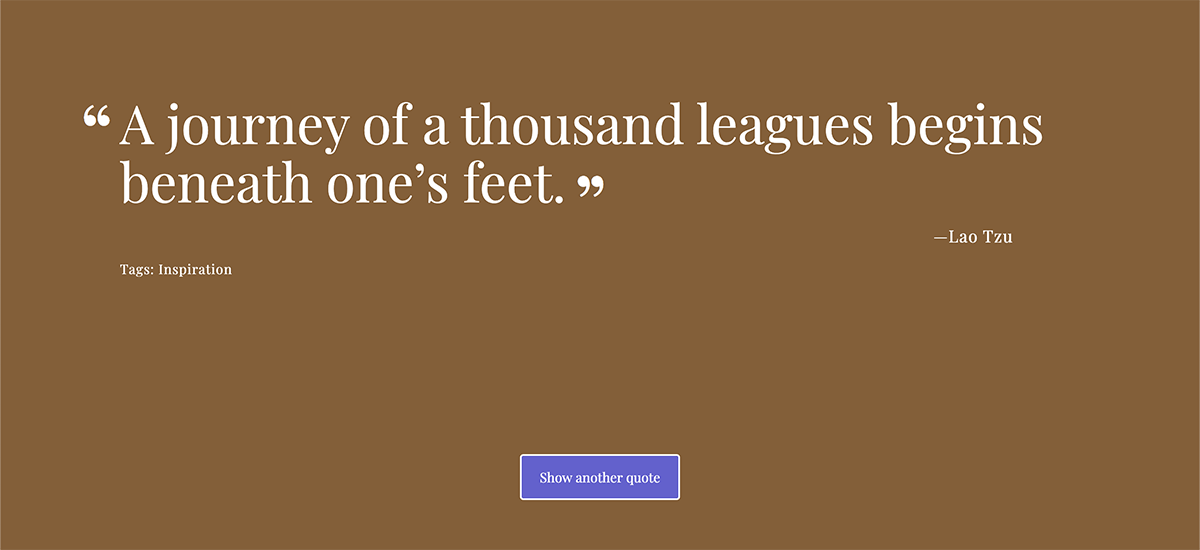 “A journey of a thousand leagues begins
beneath one’s feet.”
—Lao Tzu
Tags: Inspiration
Show another quote